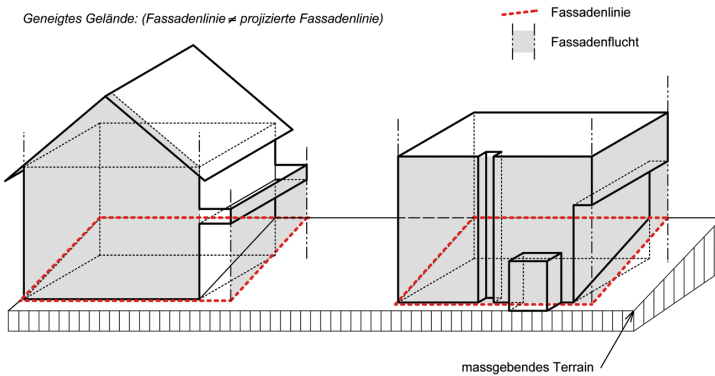 Geneigtes Gelände: (Fassadenlinie ≠ projizierte Fassadenlinie)
Fassadenlinie
Fassadenflucht
massgebendes Terrain